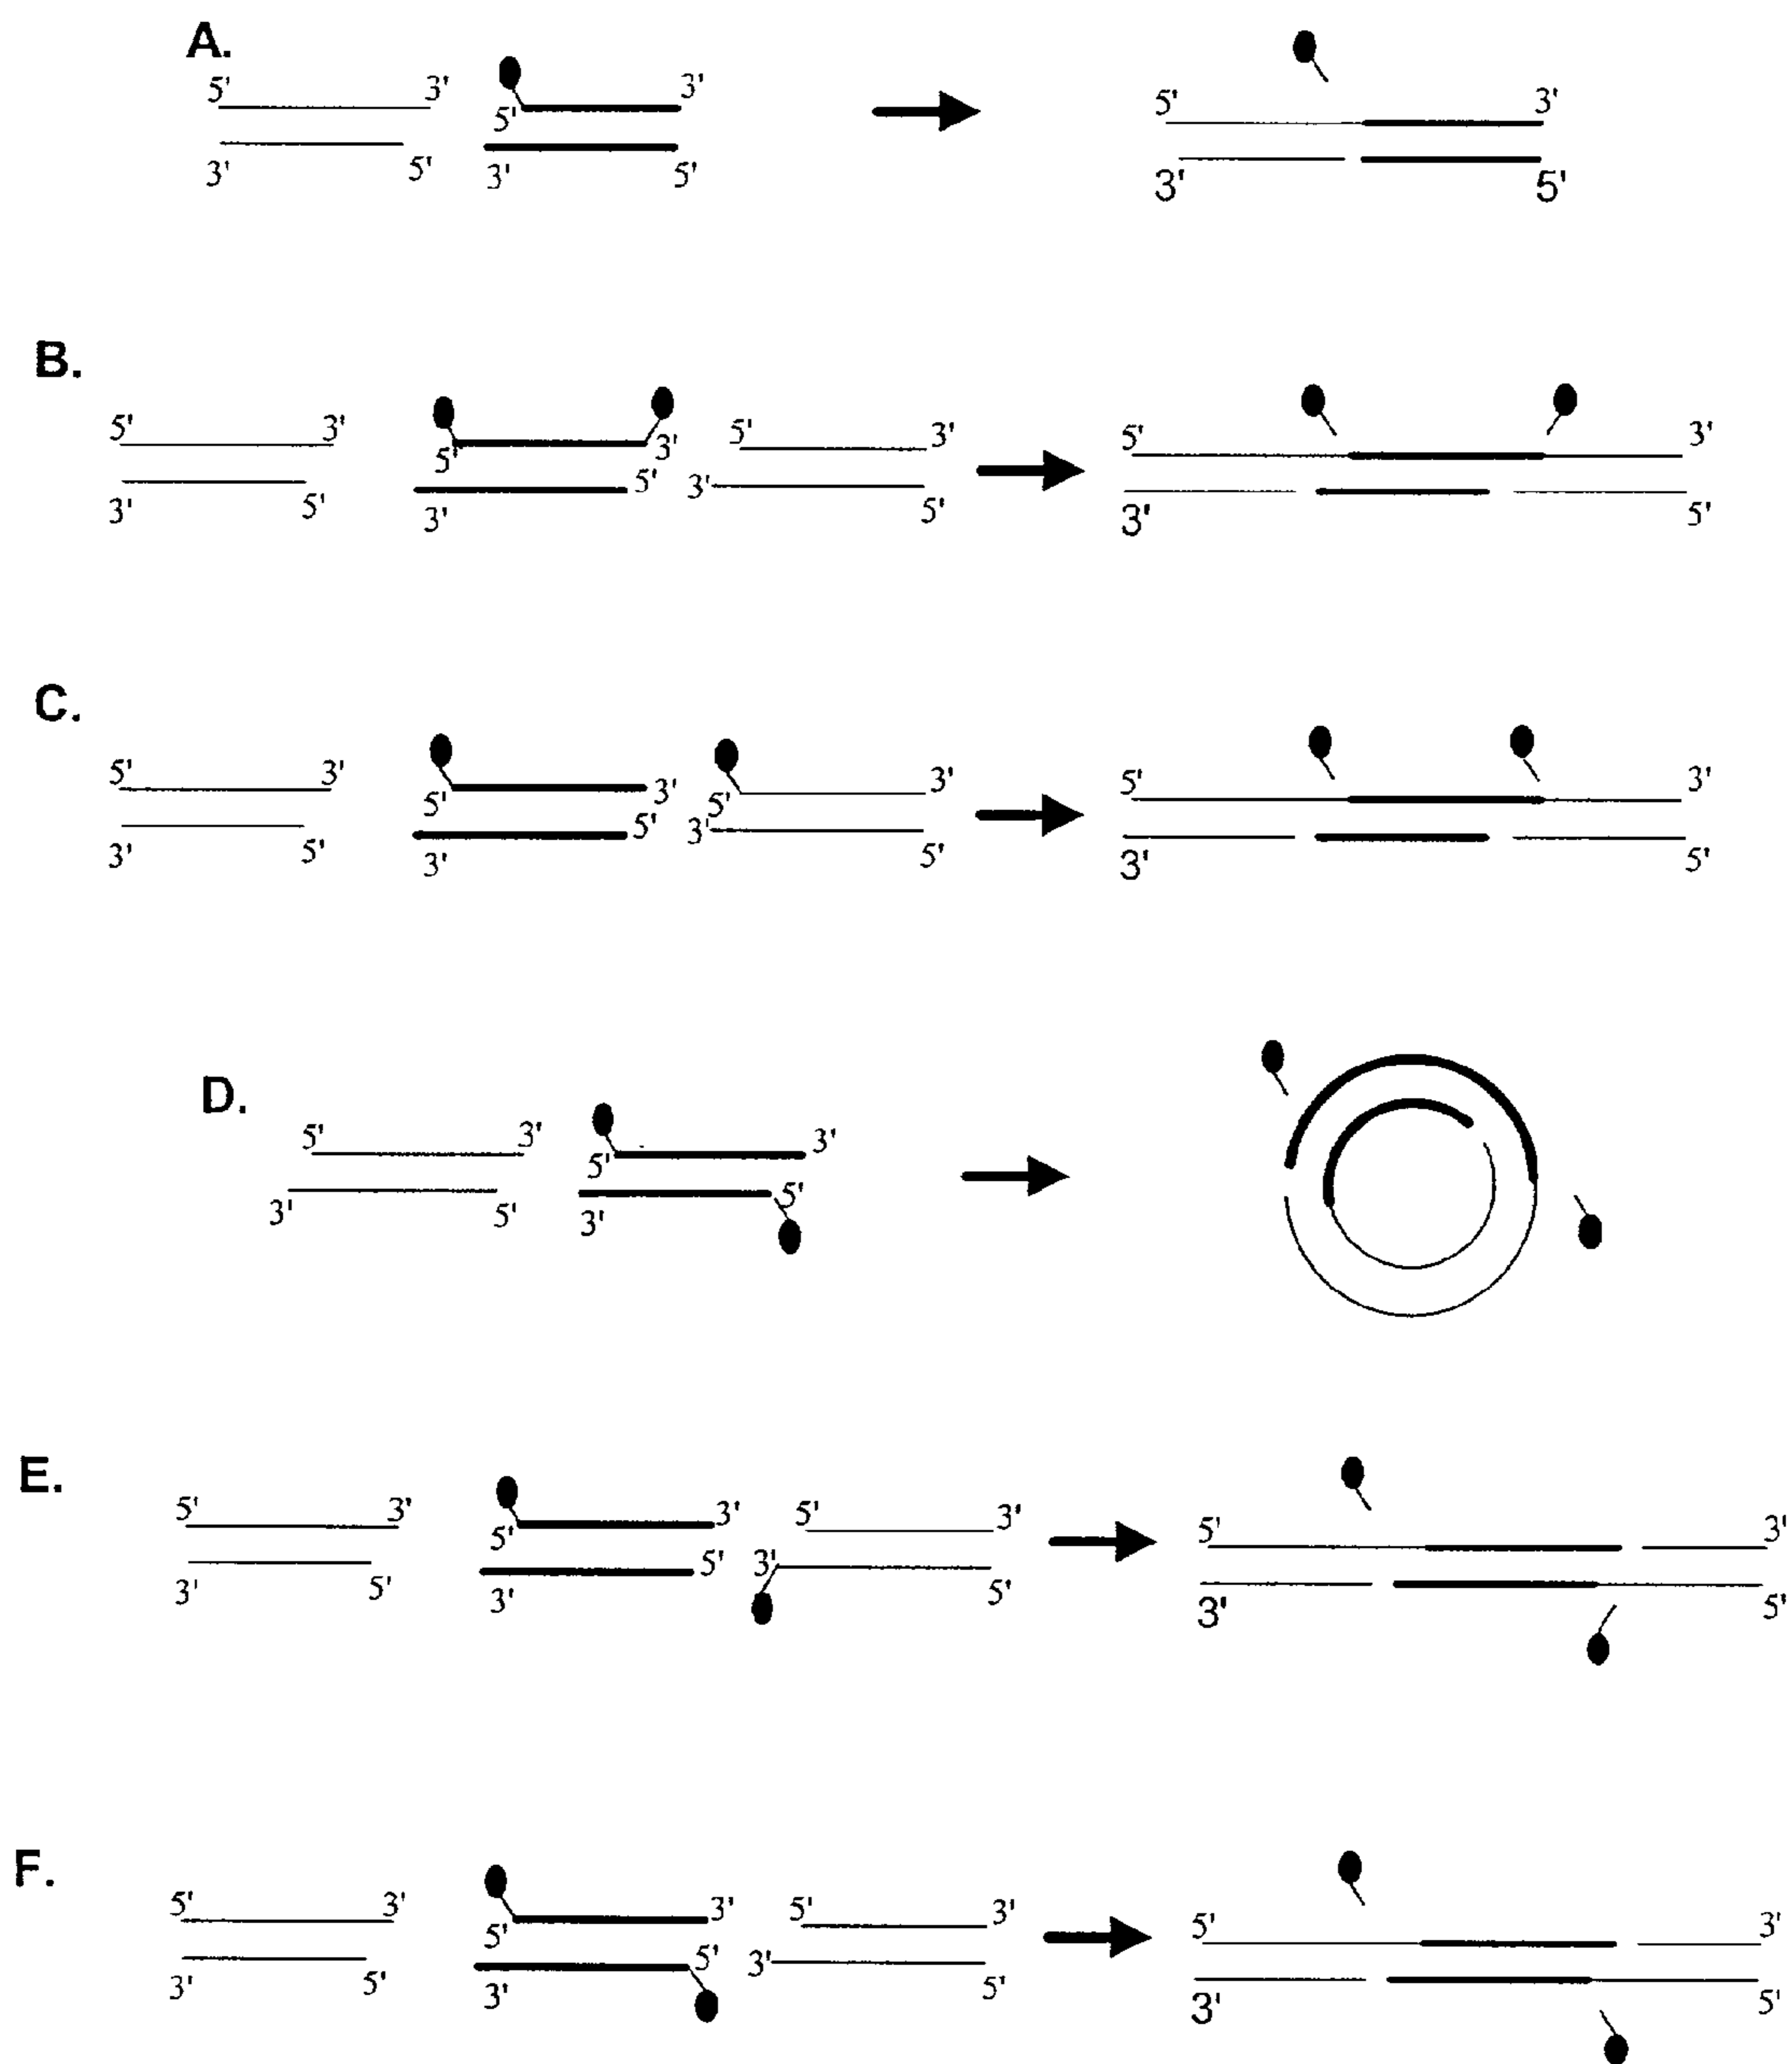 A.
5' 3' 5' 3' 5' 3'
3' 5' 3' 5' 3' 5'
B.
5' 3' 5' 3' 5' 3' 5' 3'
3' 5' 3' 5' 3' 5' 3' 5'
C.
5' 3' 5' 3' 5' 3' 5' 3'
3' 5' 3' 5' 3' 5' 3' 5'
D.
5' 3' 5' 3'
3' 5' 3' 5'
E.
5' 3' 5' 3' 5' 3' 5' 3'
3' 5' 3' 5' 3' 5' 3' 5'
F.
5' 3' 5' 3' 5' 3' 5' 3'
3' 5' 3' 5' 3' 5' 3' 5'